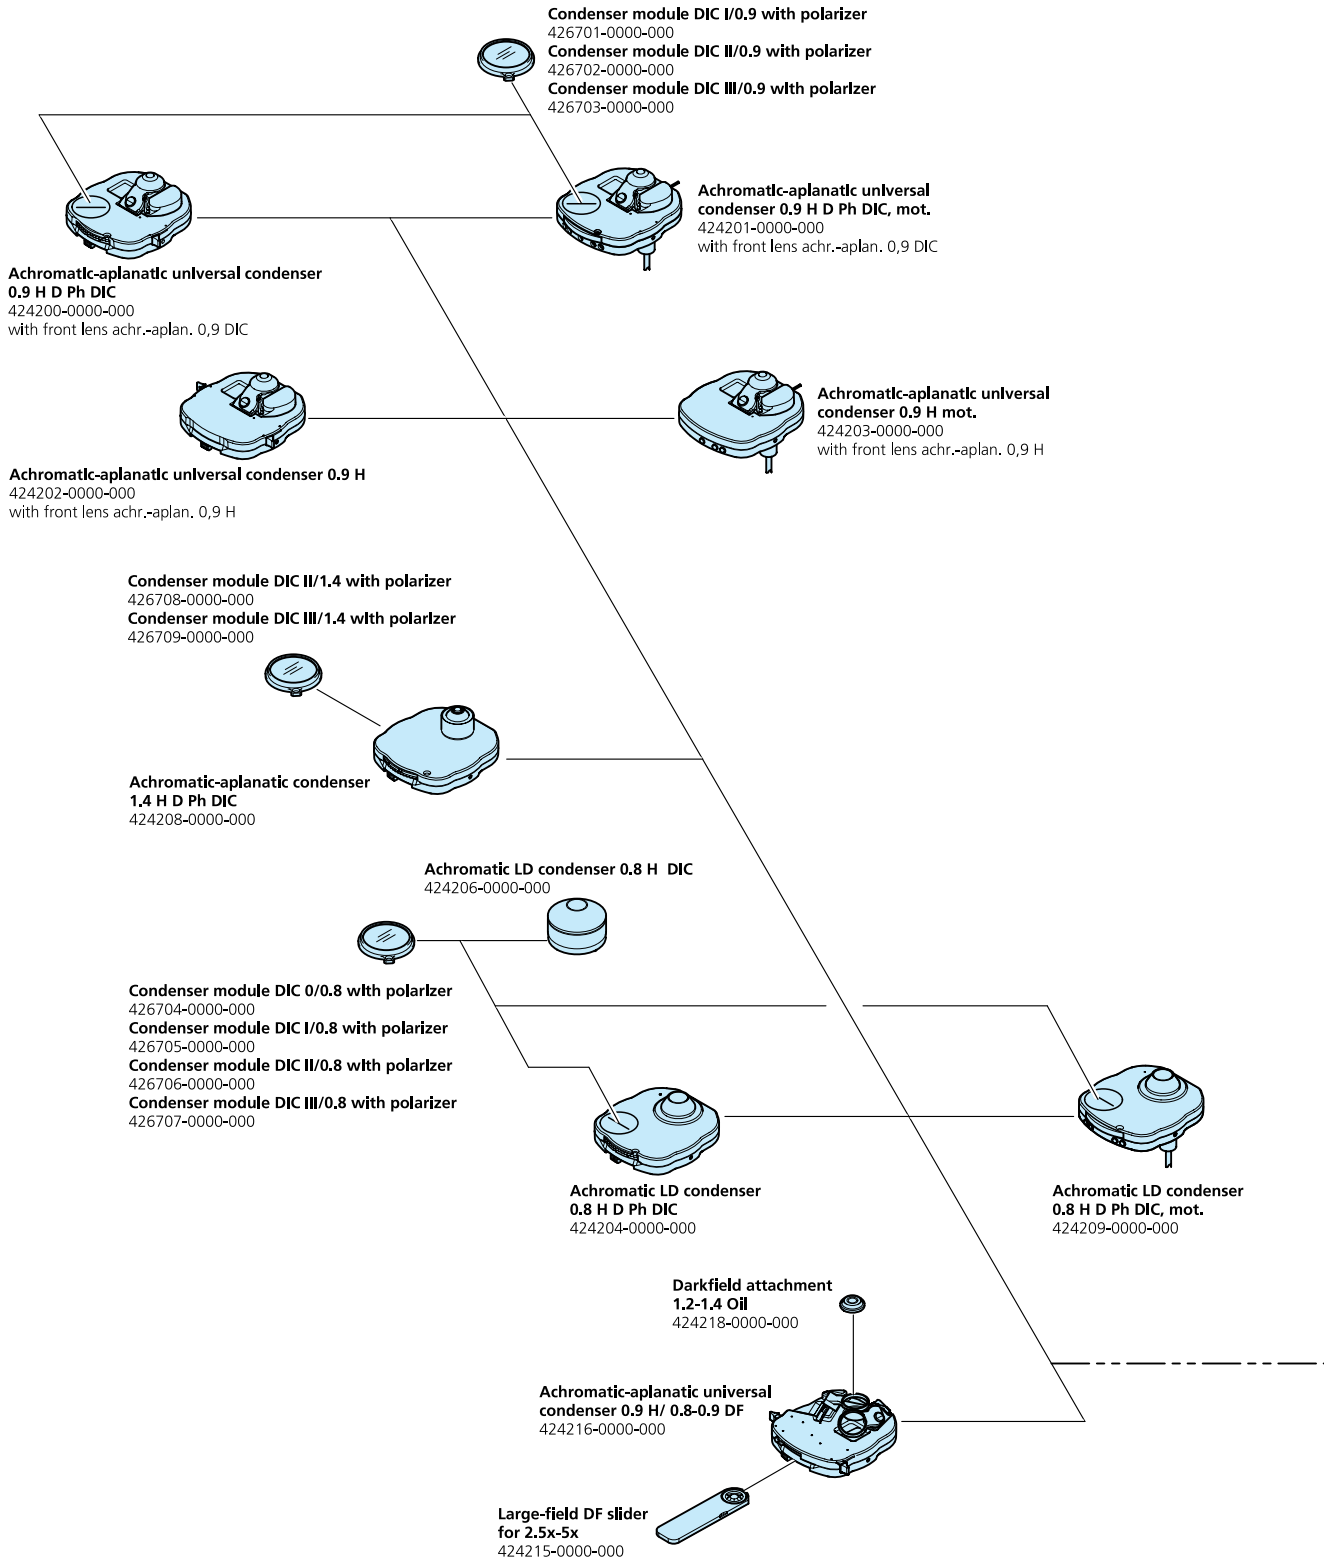 Condenser module DIC I/0.9 with polarizer
426701-0000-000
Condenser module DIC II/0.9 with polarizer
426702-0000-000
Condenser module DIC III/0.9 with polarizer
426703-0000-000
Achromatic-aplanatic universal
condenser 0.9 H D Ph DIC, mot.
424201-0000-000
with front lens achr.-aplan. 0,9 DIC
Achromatic-aplanatic universal condenser
0.9 H D Ph DIC
424200-0000-000
with front lens achr.-aplan. 0,9 DIC
Achromatic-aplanatic universal
condenser 0.9 H mot.
424203-0000-000
with front lens achr.-aplan. 0,9 H
Achromatic-aplanatic universal condenser 0.9 H
424202-0000-000
with front lens achr.-aplan. 0,9 H
Condenser module DIC II/1.4 with polarizer
426708-0000-000
Condenser module DIC III/1.4 with polarizer
426709-0000-000
Achromatic-aplanatic condenser
1.4 H D Ph DIC
424208-0000-000
Achromatic LD condenser 0.8 H  DIC
424206-0000-000
Condenser module DIC 0/0.8 with polarizer
426704-0000-000
Condenser module DIC I/0.8 with polarizer
426705-0000-000
Condenser module DIC II/0.8 with polarizer
426706-0000-000
Condenser module DIC III/0.8 with polarizer
426707-0000-000
Achromatic LD condenser
0.8 H D Ph DIC
424204-0000-000
Achromatic LD condenser
0.8 H D Ph DIC, mot.
424209-0000-000
Darkfield attachment
1.2-1.4 Oil
424218-0000-000
Achromatic-aplanatic universal
condenser 0.9 H/ 0.8-0.9 DF
424216-0000-000
Large-field DF slider
for 2.5x-5x
424215-0000-000